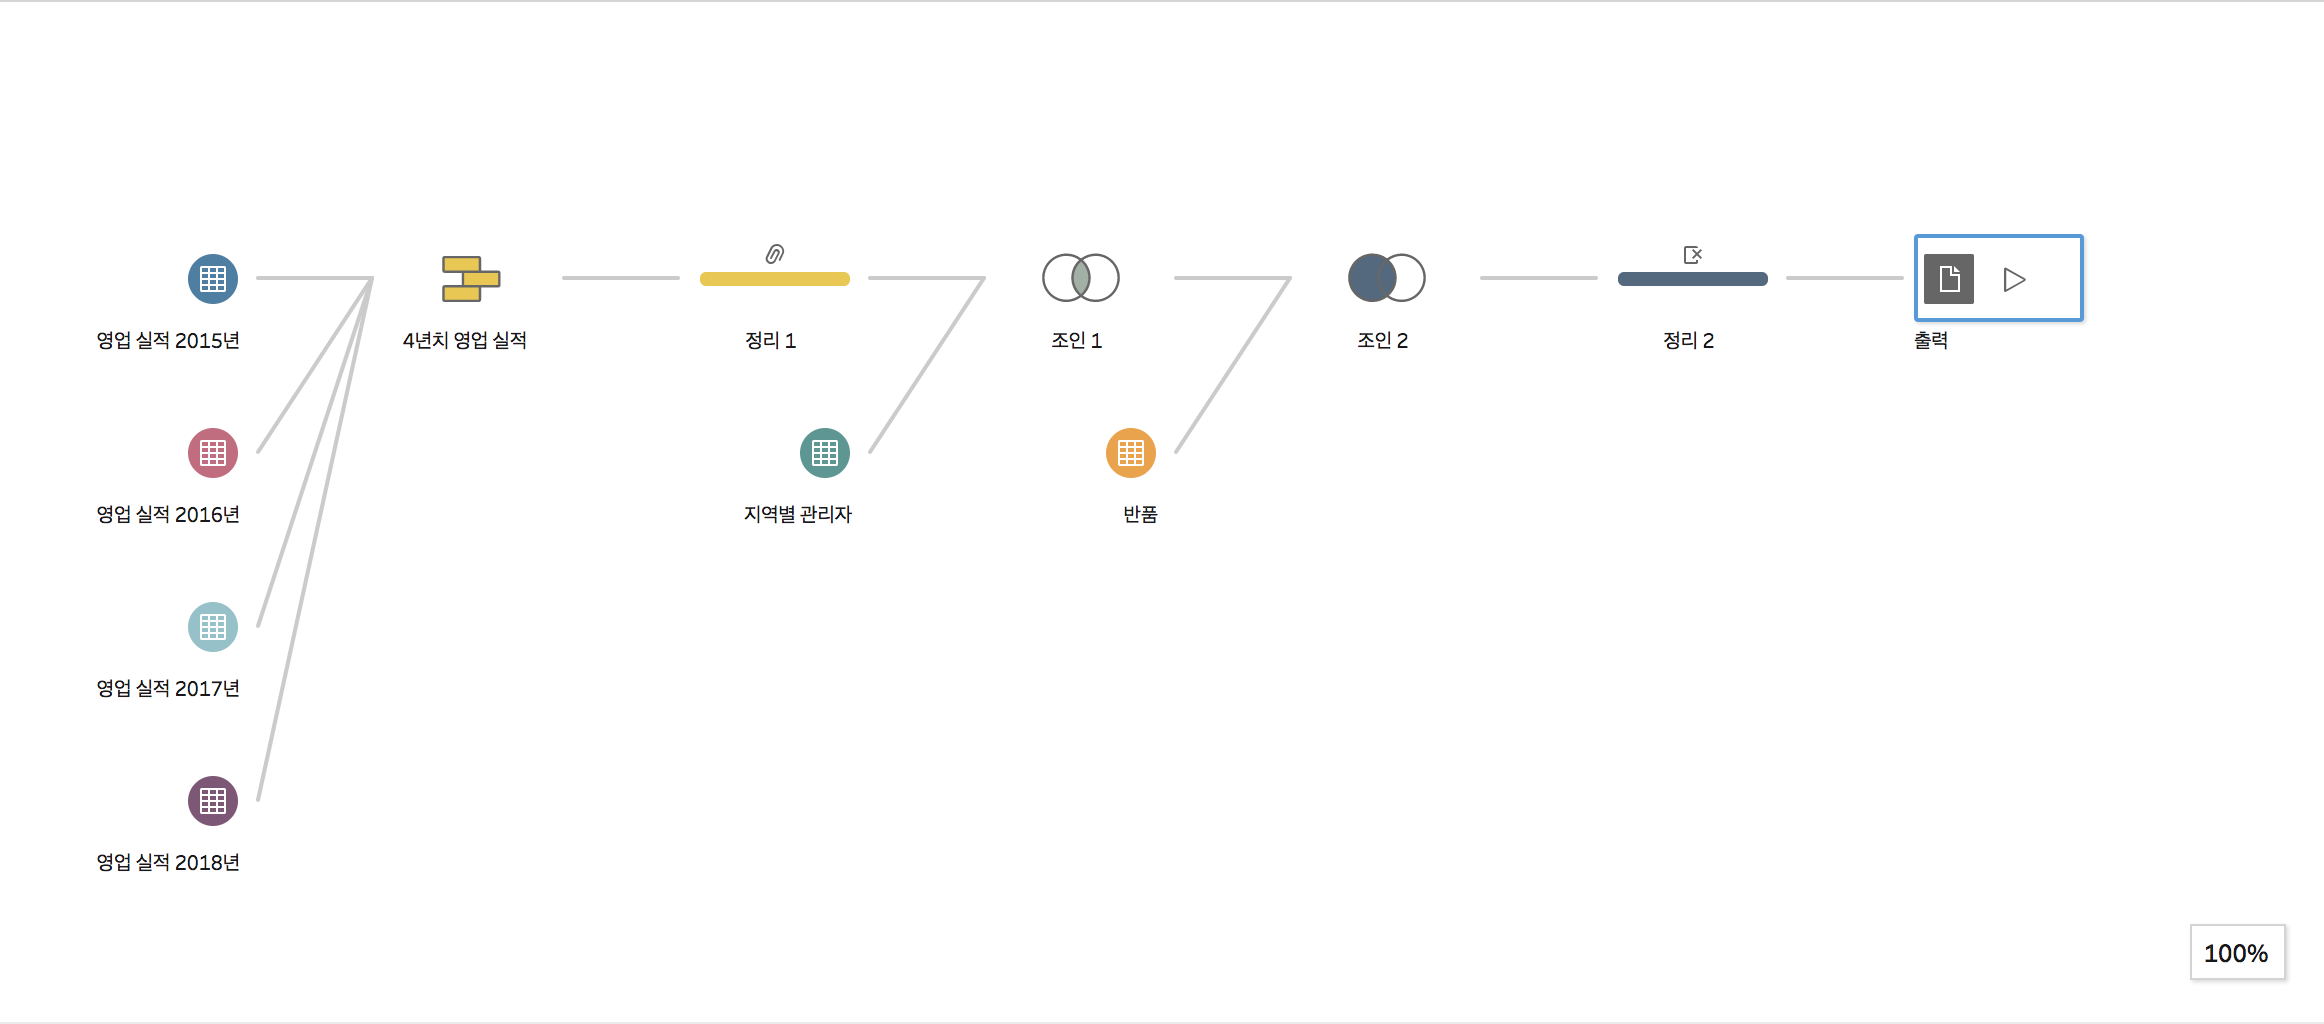 영업 실적 2015년
4년치 영업 실적
정리 1
조인 1
조인 2
정리 2
출력
영업 실적 2016년
지역별 관리자
반품
영업 실적 2017년
영업 실적 2018년
100%